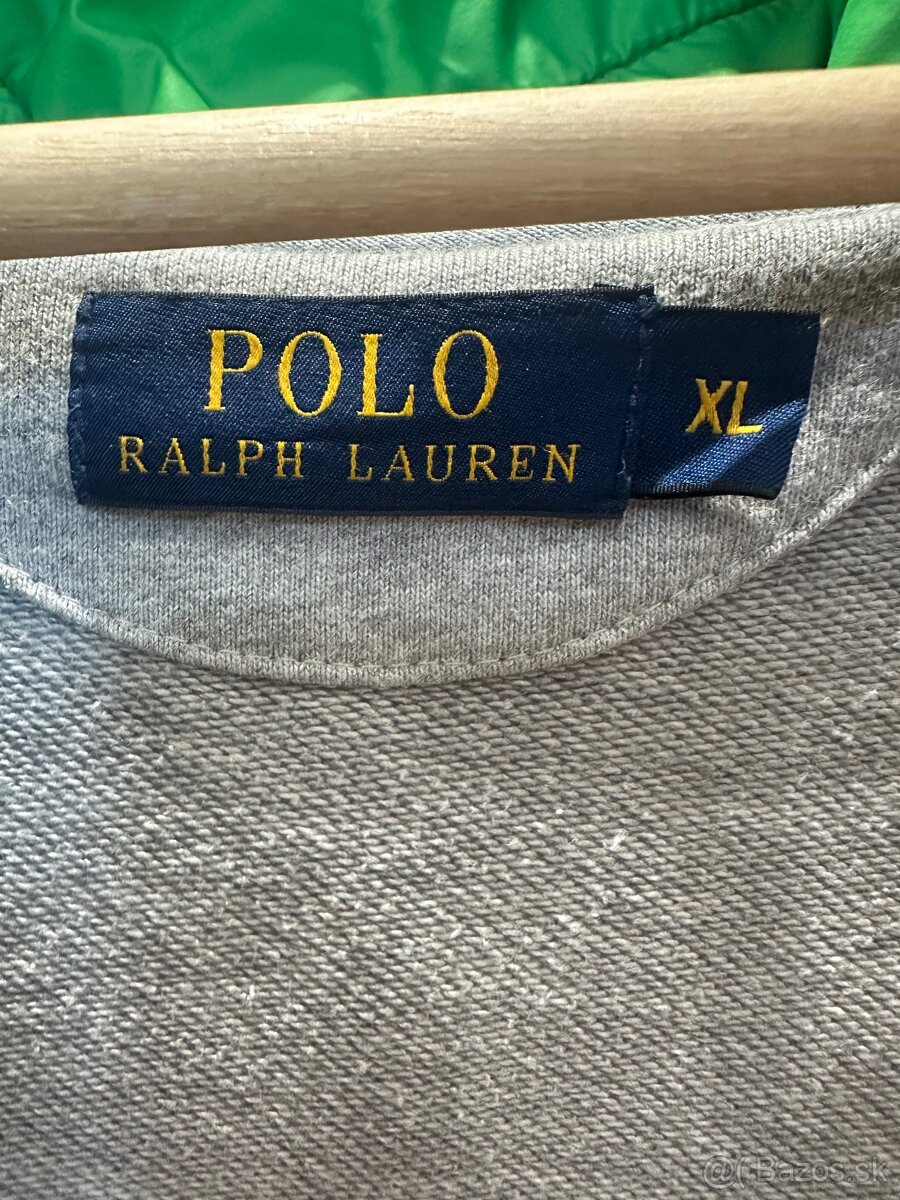 POLO
RALPH LAUREN
XL
@( Bazos.sk